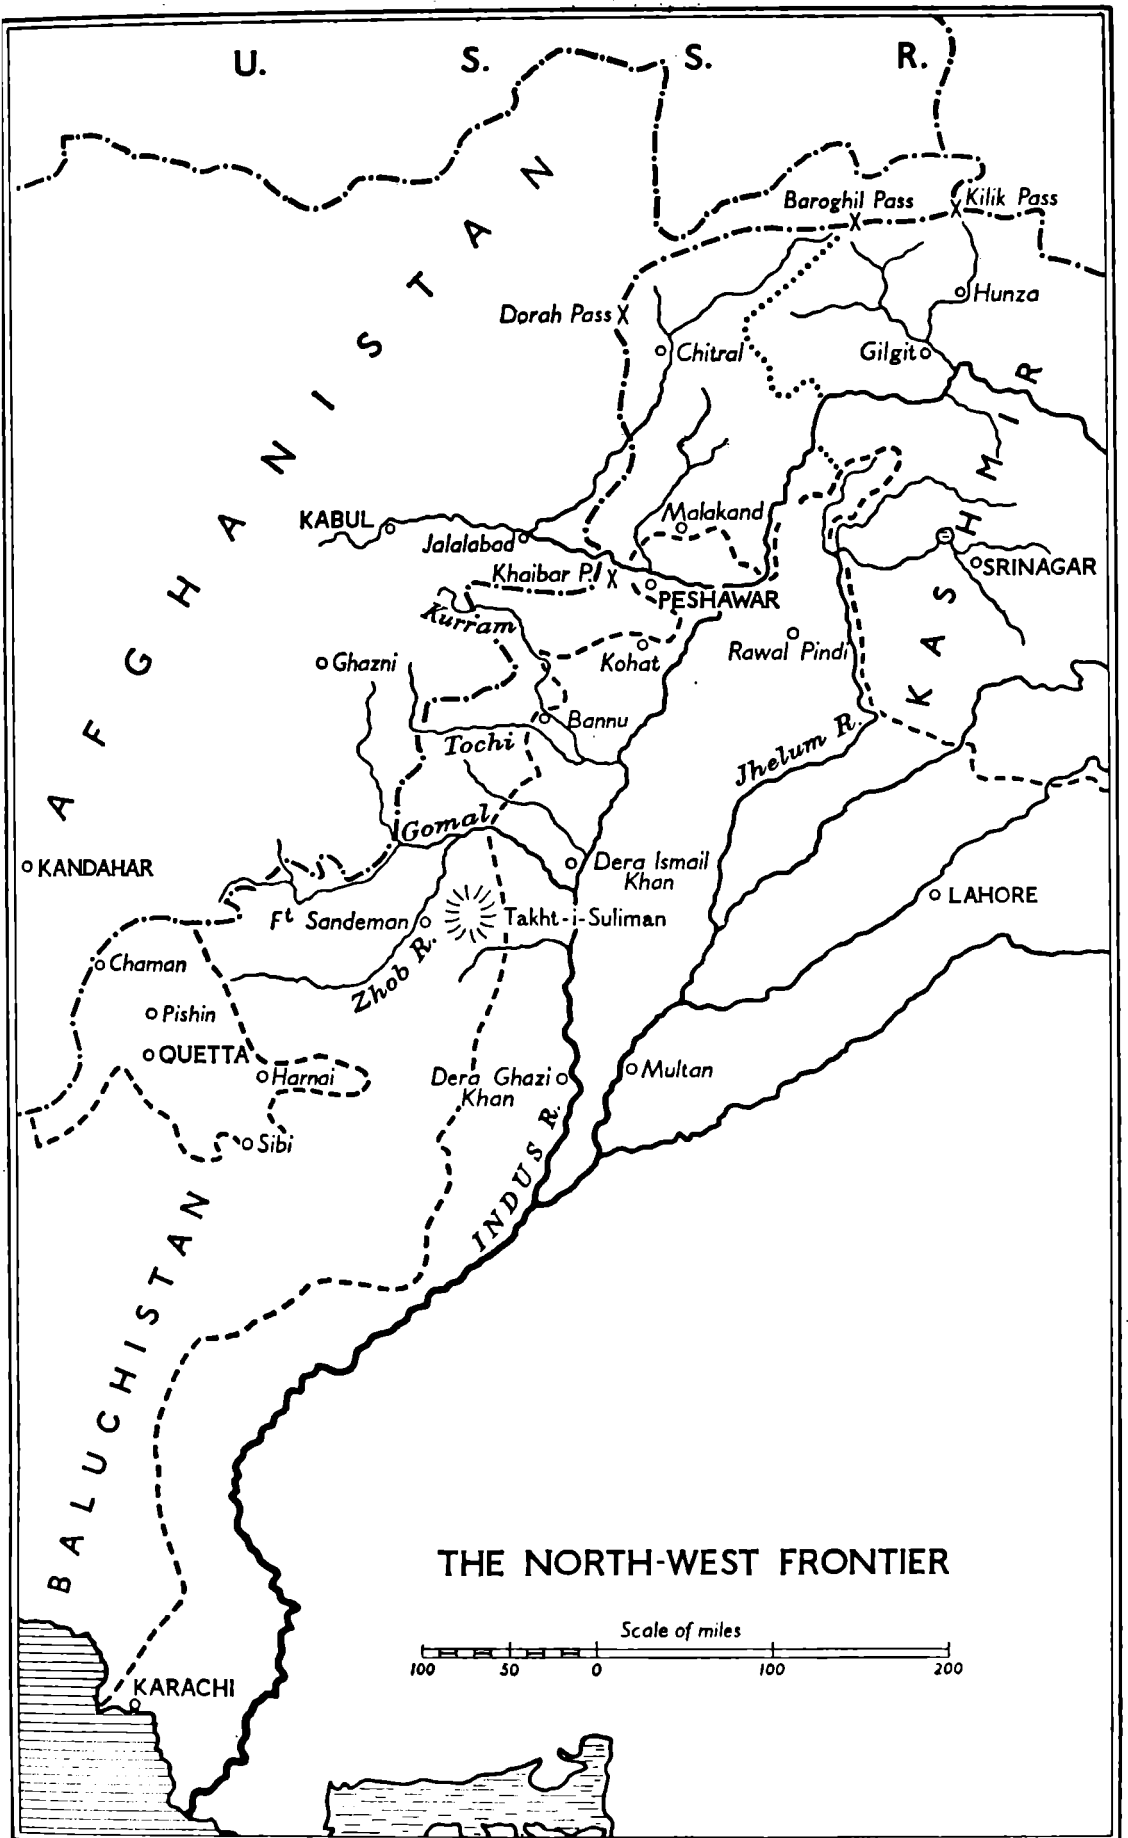 U. S. S. R.
AFGHANISTAN
Baroghil Pass
Kilik Pass
Dorah Pass
Hunza
Chitral
Gilgit
KASHMIR
KABUL
Jalalabad
Malakand
Khaibar P.
PESHAWAR
SRINAGAR
Kurram
Kohat
Rawal Pindi
Ghazni
Bannu
Tochi
Jhelum R.
Gomal
KANDAHAR
Dera Ismail
Khan
LAHORE
Ft Sandeman
Takht-i-Suliman
Zhob R.
Chaman
Pishin
QUETTA
Harnai
Dera Ghazi
Khan
Multan
Sibi
INDUS R.
BALUCHISTAN
THE NORTH-WEST FRONTIER
Scale of miles
100 50 0 100 200
KARACHI